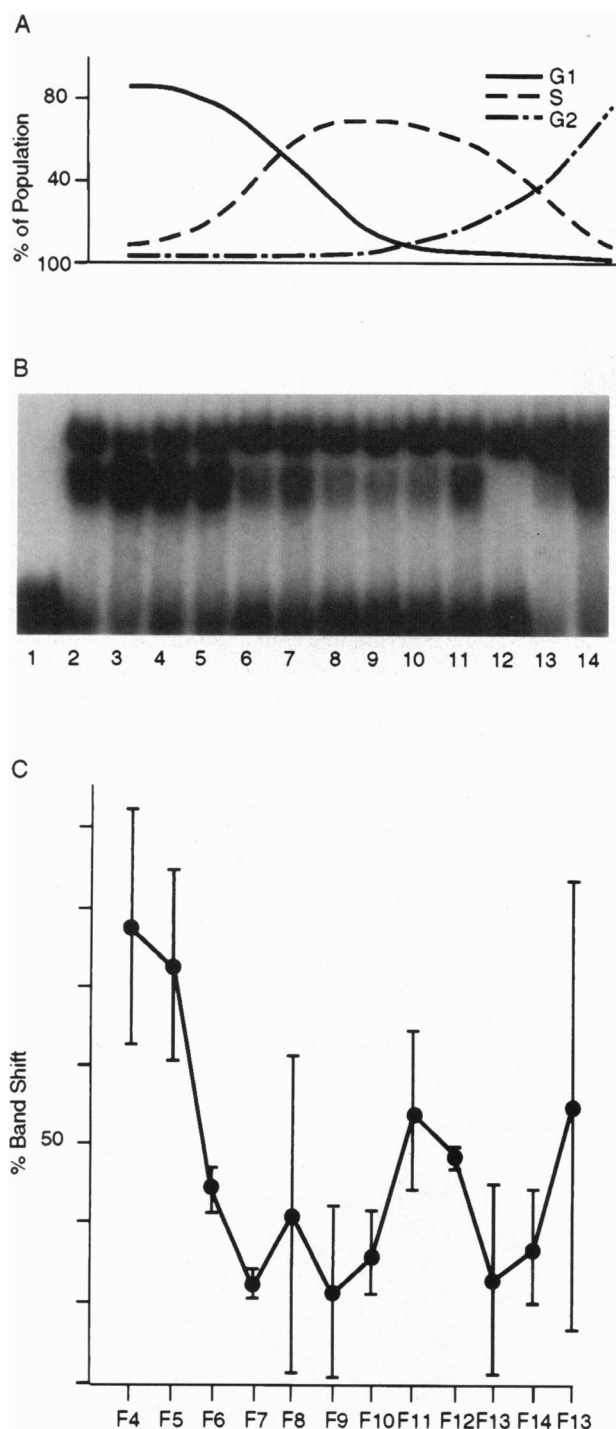 A
% of Population
80
40
100
G1
S
G2
B
1 2 3 4 5 6 7 8 9 10 11 12 13 14
C
% Band Shift
50
F4 F5 F6 F7 F8 F9 F10 F11 F12 F13 F14 F13